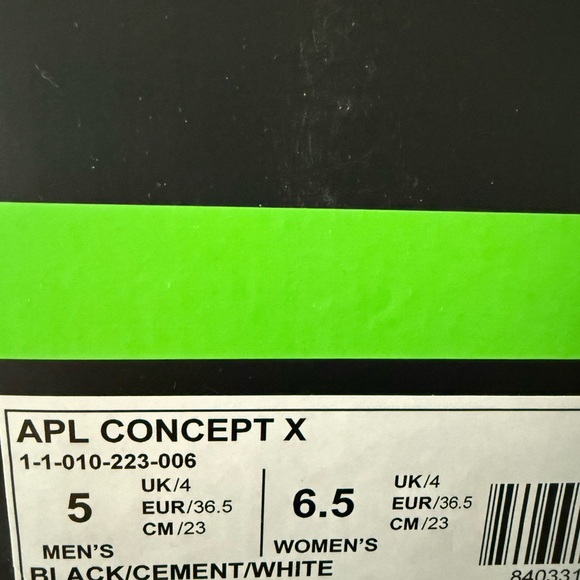 APL CONCEPT X
1-1-010-223-006
5 UK/4 EUR/36.5 CM/23 MEN'S
6.5 UK/4 EUR/36.5 CM/23 WOMEN'S
BLACK/CEMENT/WHITE
840331